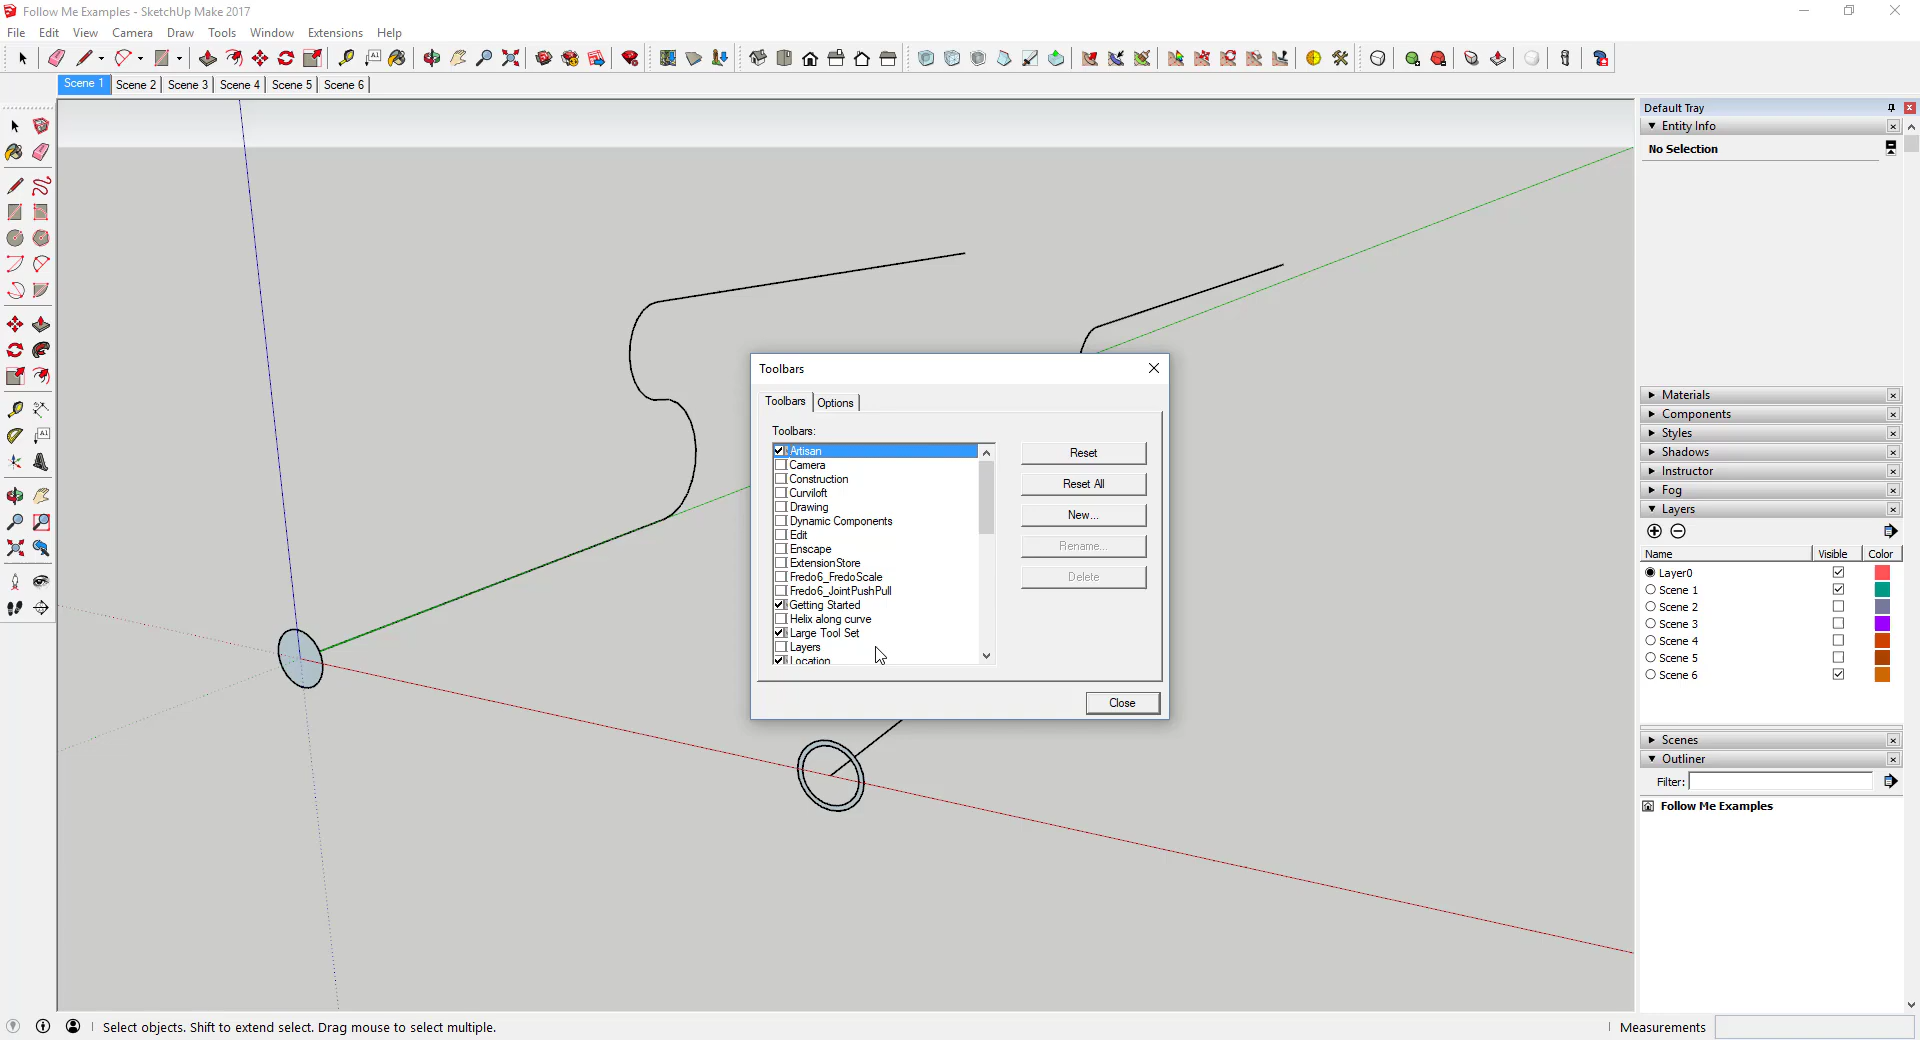 Follow Me Examples - SketchUp Make 2017
File Edit View Camera Draw Tools Window Extensions Help
Scene 1 Scene 2 Scene 3 Scene 4 Scene 5 Scene 6
Default Tray
Entity Info
No Selection
Toolbars
Toolbars Options
Toolbars:
Artisan
Camera
Construction
Curviloft
Drawing
Dynamic Components
Edit
Enscape
ExtensionStore
Fredo6_FredoScale
Fredo6_JointPushPull
Getting Started
Helix along curve
Large Tool Set
Layers
Location
Reset
Reset All
New...
Rename...
Delete
Close
Materials
Components
Styles
Shadows
Instructor
Fog
Layers
Name Visible Color
Layer0
Scene 1
Scene 2
Scene 3
Scene 4
Scene 5
Scene 6
Scenes
Outliner
Filter:
Follow Me Examples
Select objects. Shift to extend select. Drag mouse to select multiple.
Measurements